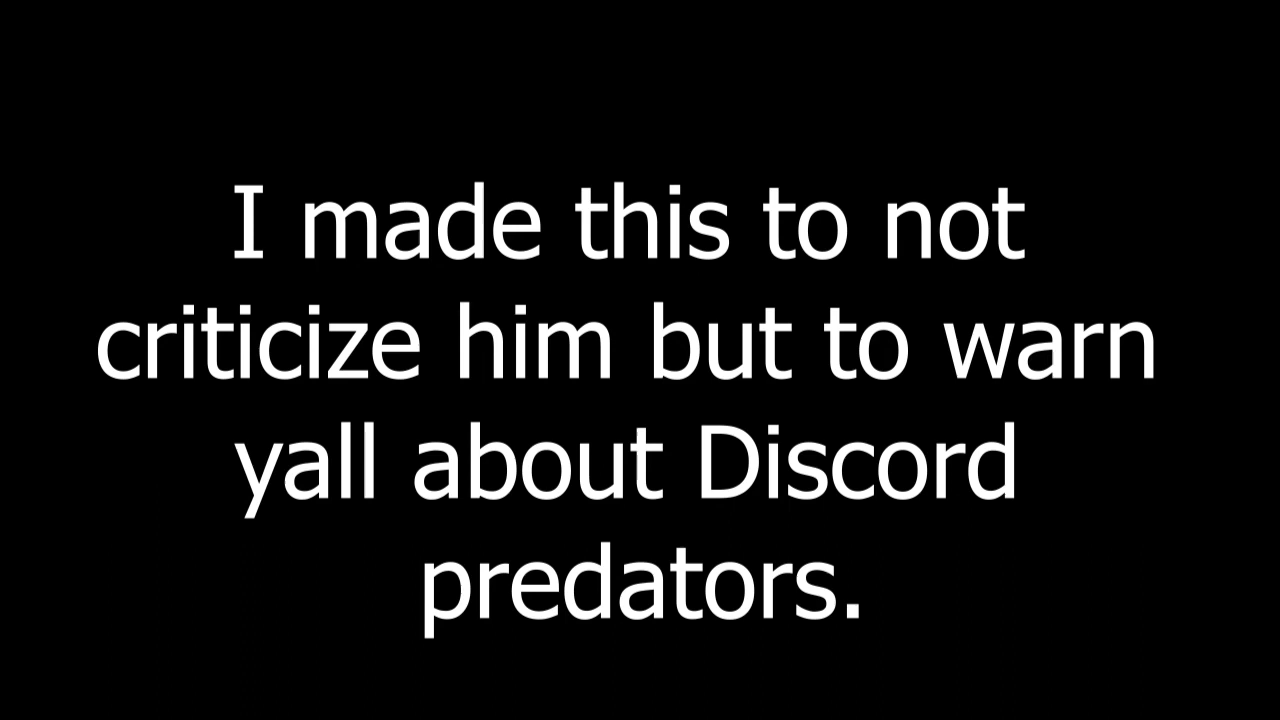 I made this to not
criticize him but to warn
yall about Discord
predators.